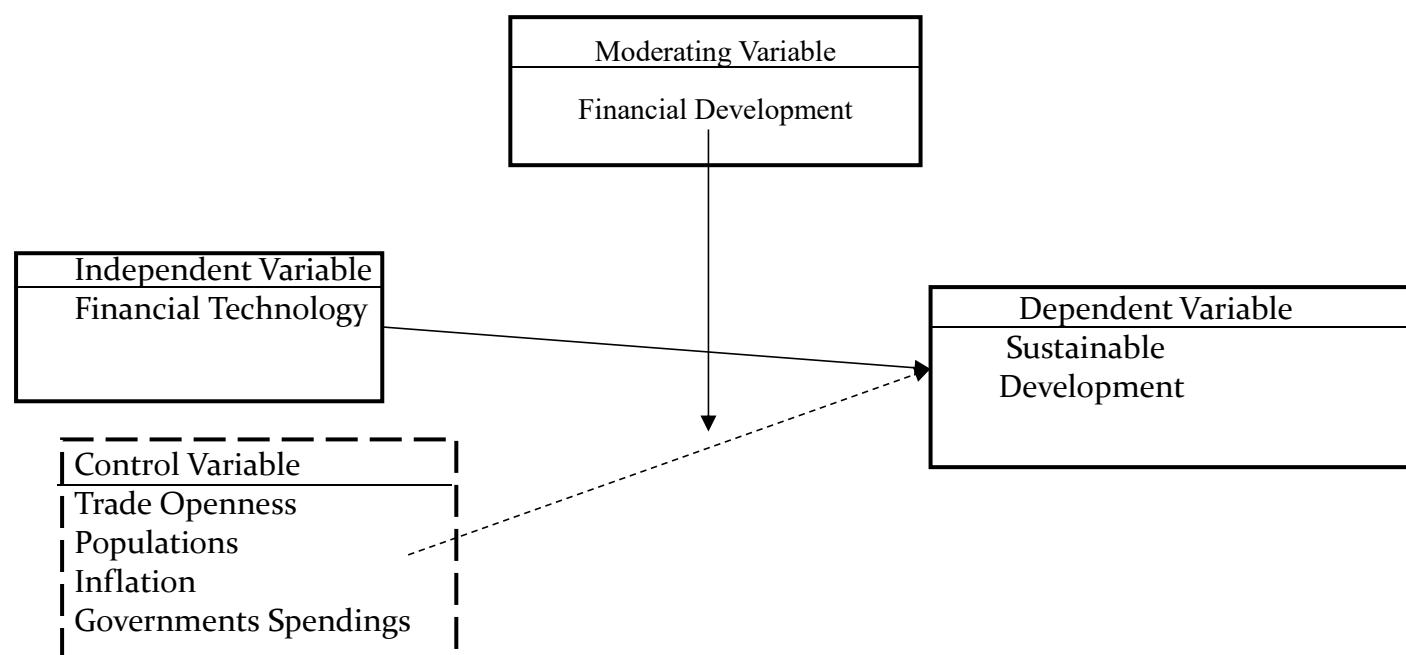 Moderating Variable
Financial Development
Independent Variable
Financial Technology
Dependent Variable
Sustainable
Development
Control Variable
Trade Openness
Populations
Inflation
Governments Spendings